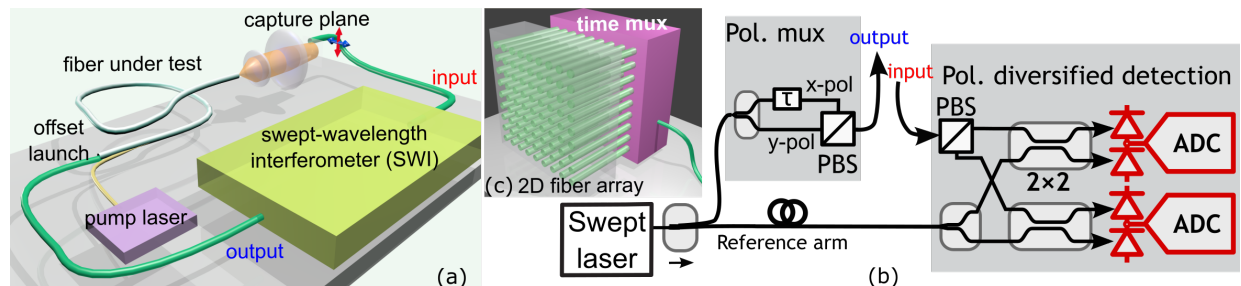 capture plane
fiber under test
input
offset
launch
swept-wavelength
interferometer (SWI)
pump laser
output
(a)
time mux
(c) 2D fiber array
Pol. mux
output
input
x-pol
τ
y-pol
PBS
Swept
laser
Reference arm
(b)
Pol. diversified detection
PBS
2×2
ADC
ADC